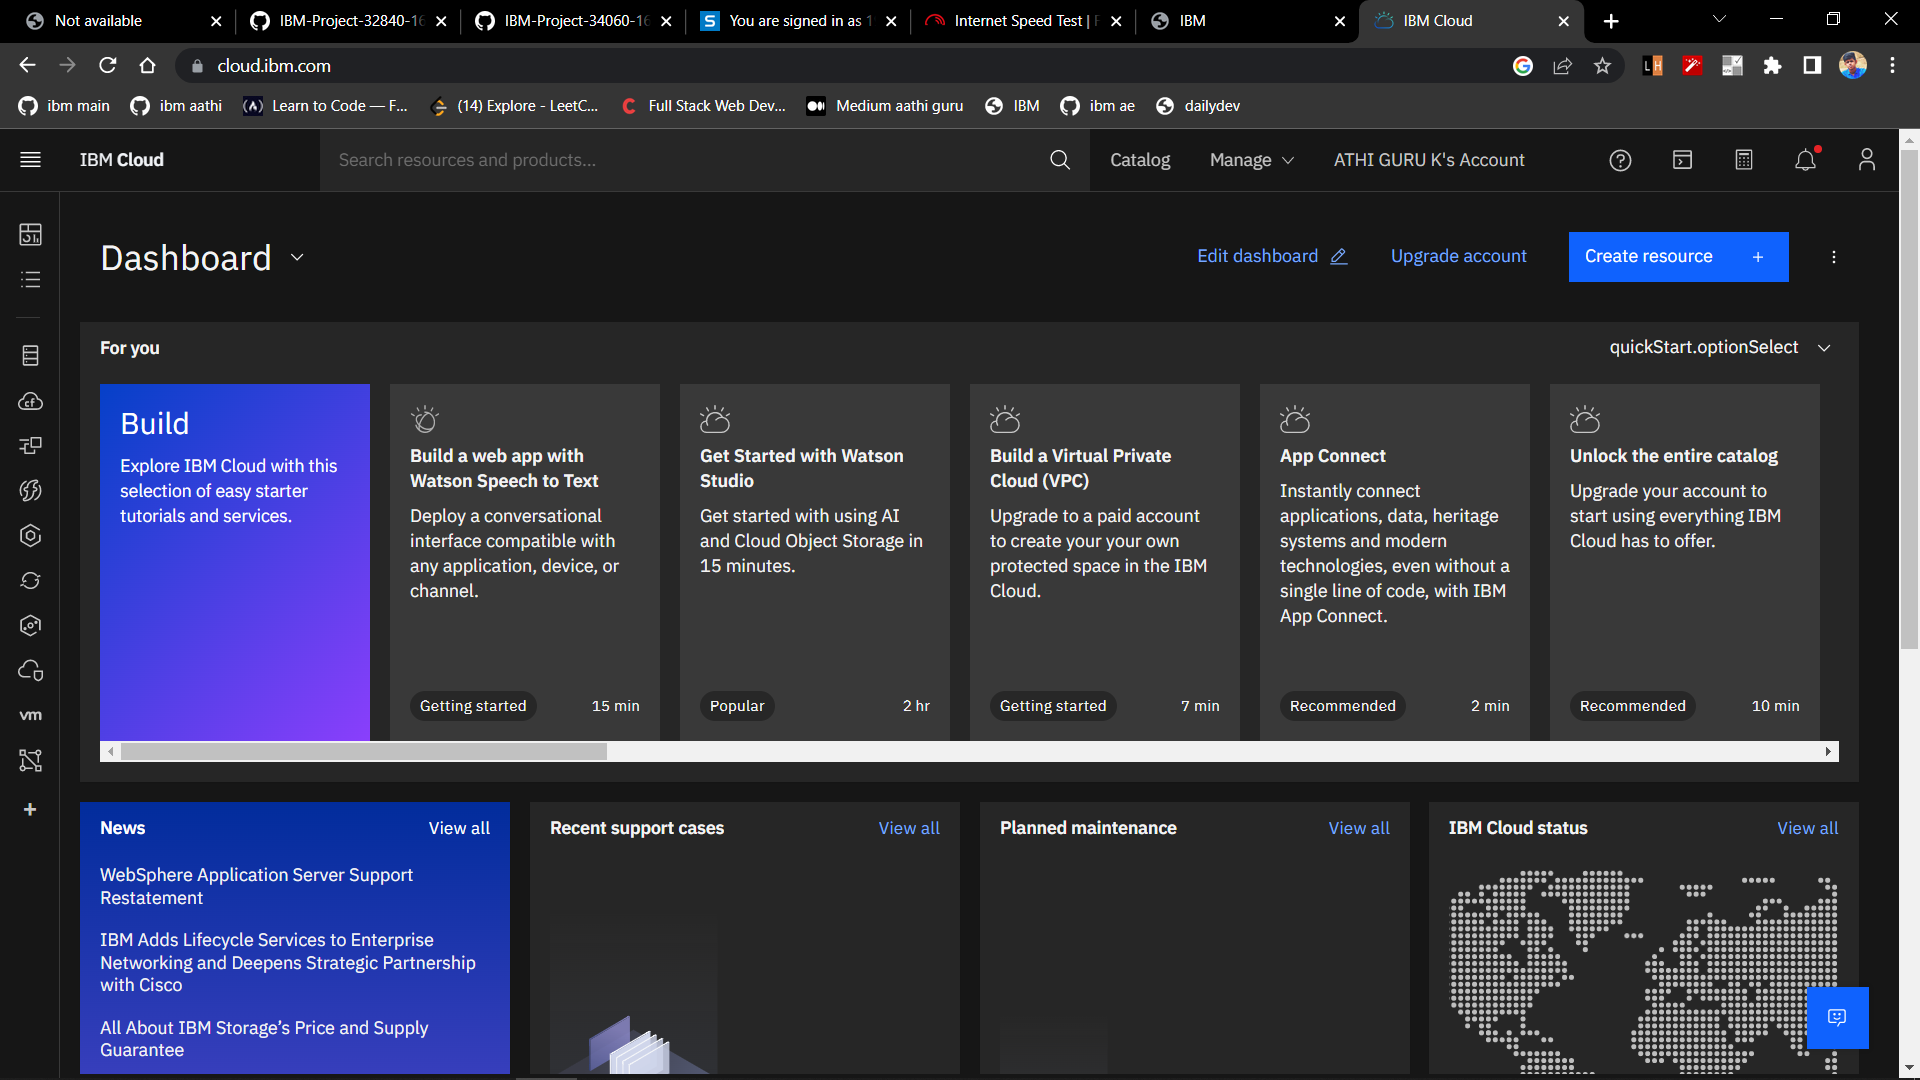 Not available
IBM-Project-32840-16
IBM-Project-34060-16
You are signed in as 1
Internet Speed Test | F
IBM
IBM Cloud
cloud.ibm.com
ibm main
ibm aathi
Learn to Code — F...
(14) Explore - LeetC...
Full Stack Web Dev...
Medium aathi guru
IBM
ibm ae
dailydev
IBM Cloud
Search resources and products...
Catalog
Manage
ATHI GURU K's Account
Dashboard
Edit dashboard
Upgrade account
Create resource +
For you
quickStart.optionSelect
Build
Explore IBM Cloud with this
selection of easy starter
tutorials and services.
Build a web app with
Watson Speech to Text
Deploy a conversational
interface compatible with
any application, device, or
channel.
Getting started
15 min
Get Started with Watson
Studio
Get started with using AI
and Cloud Object Storage in
15 minutes.
Popular
2 hr
Build a Virtual Private
Cloud (VPC)
Upgrade to a paid account
to create your your own
protected space in the IBM
Cloud.
Getting started
7 min
App Connect
Instantly connect
applications, data, heritage
systems and modern
technologies, even without a
single line of code, with IBM
App Connect.
Recommended
2 min
Unlock the entire catalog
Upgrade your account to
start using everything IBM
Cloud has to offer.
Recommended
10 min
vm
News
View all
WebSphere Application Server Support
Restatement
IBM Adds Lifecycle Services to Enterprise
Networking and Deepens Strategic Partnership
with Cisco
All About IBM Storage’s Price and Supply
Guarantee
Recent support cases
View all
Planned maintenance
View all
IBM Cloud status
View all